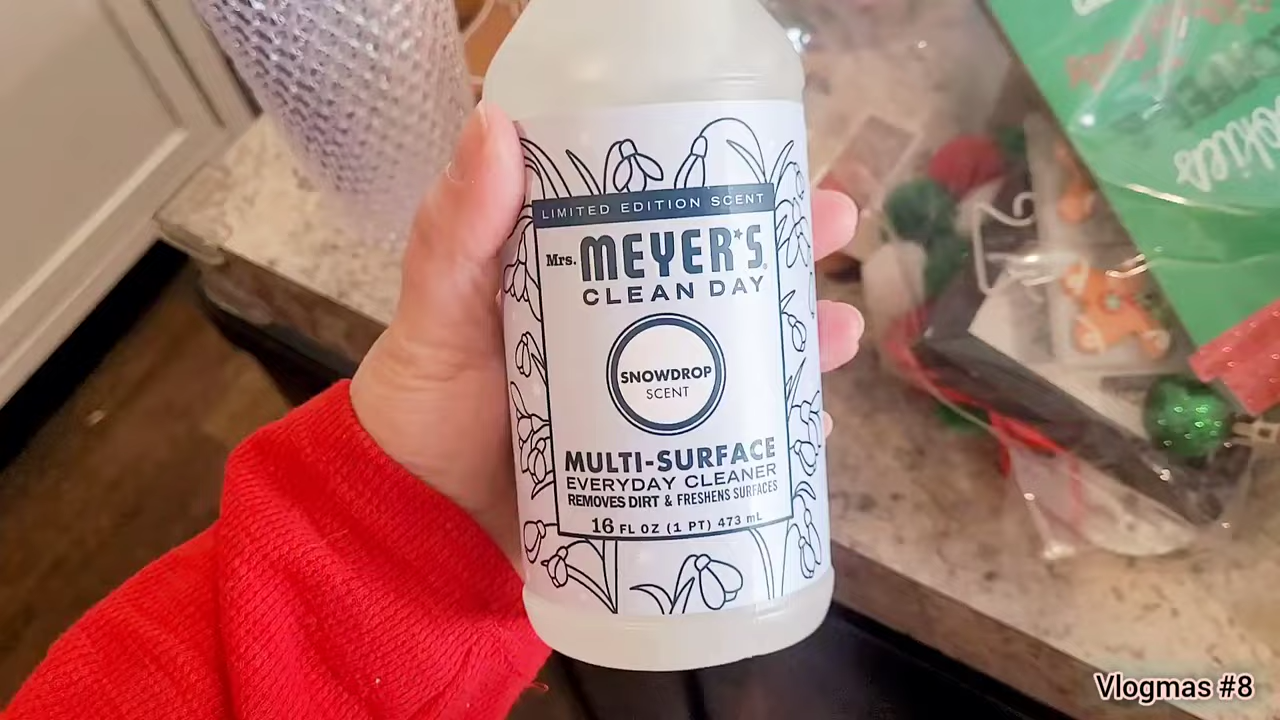 LIMITED EDITION SCENT
Mrs. MEYER'S®
CLEAN DAY
SNOWDROP
SCENT
MULTI-SURFACE
EVERYDAY CLEANER
REMOVES DIRT & FRESHENS SURFACES
16 FL OZ (1 PT) 473 mL
Vlogmas #8